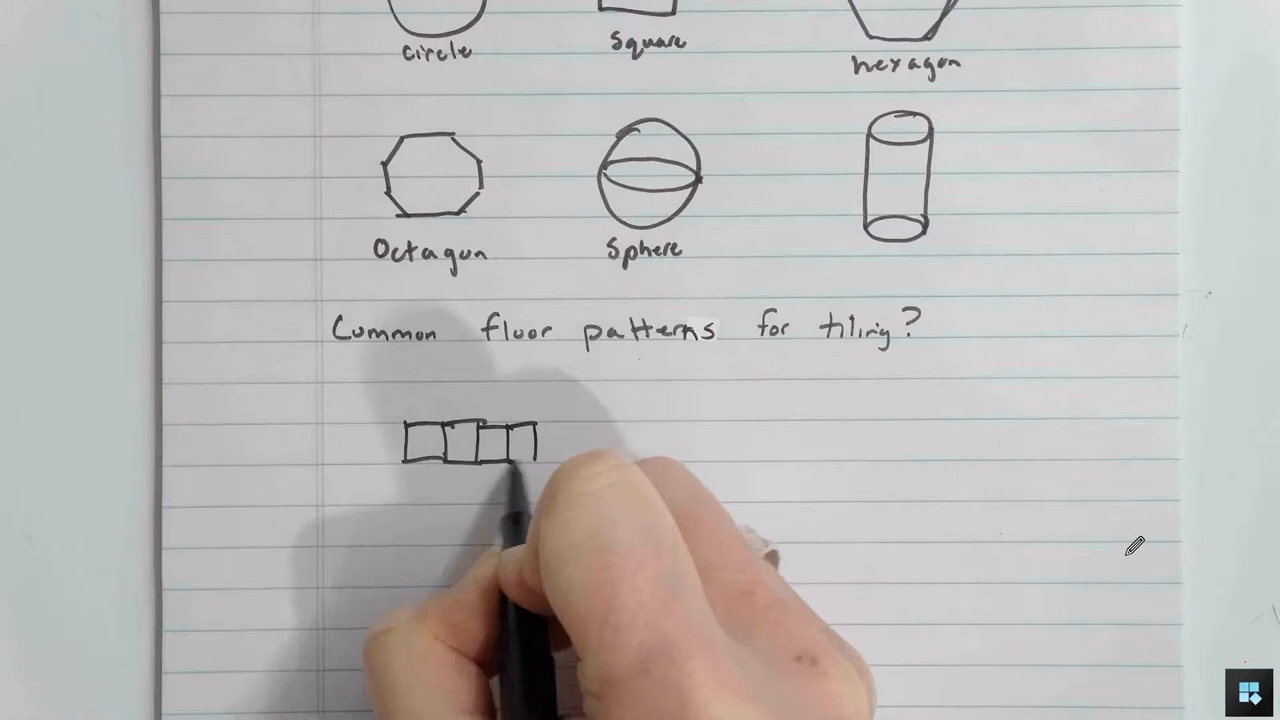 circle square hexagon
Octagon Sphere
Common floor patterns for tiling?